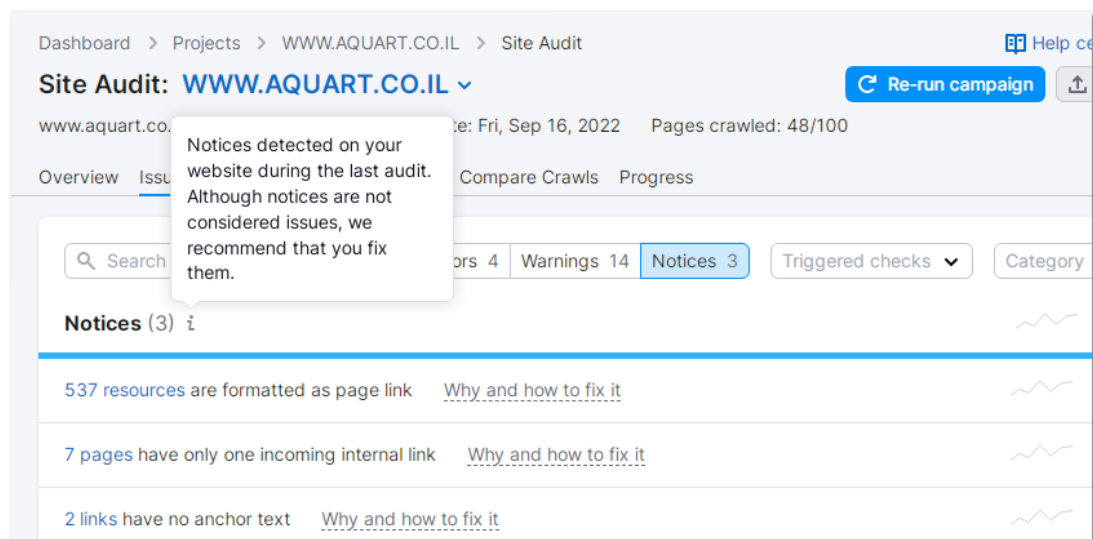 Dashboard > Projects > WWW.AQUART.CO.IL > Site Audit
Help ce
Site Audit: WWW.AQUART.CO.IL
Re-run campaign
www.aquart.co. te: Fri, Sep 16, 2022 Pages crawled: 48/100
Notices detected on your
website during the last audit.
Although notices are not
considered issues, we
recommend that you fix
them.
Overview Issu Compare Crawls Progress
Search ors 4 Warnings 14 Notices 3 Triggered checks Category
Notices (3) i
537 resources are formatted as page link Why and how to fix it
7 pages have only one incoming internal link Why and how to fix it
2 links have no anchor text Why and how to fix it